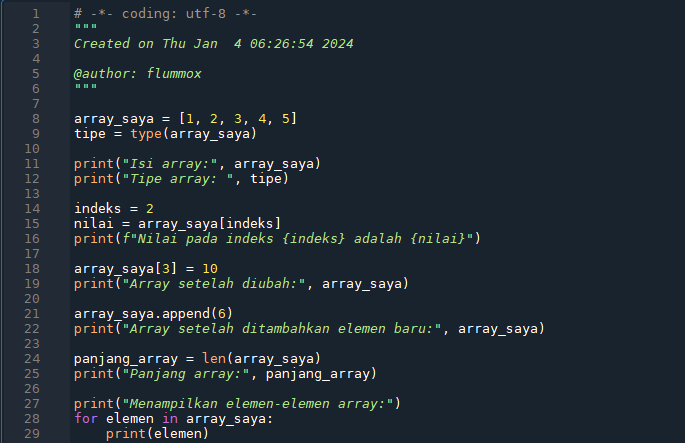 1 # -*- coding: utf-8 -*-
2 """
3 Created on Thu Jan  4 06:26:54 2024
4
5 @author: flummox
6 """
7
8 array_saya = [1, 2, 3, 4, 5]
9 tipe = type(array_saya)
10
11 print("Isi array:", array_saya)
12 print("Tipe array: ", tipe)
13
14 indeks = 2
15 nilai = array_saya[indeks]
16 print(f"Nilai pada indeks {indeks} adalah {nilai}")
17
18 array_saya[3] = 10
19 print("Array setelah diubah:", array_saya)
20
21 array_saya.append(6)
22 print("Array setelah ditambahkan elemen baru:", array_saya)
23
24 panjang_array = len(array_saya)
25 print("Panjang array:", panjang_array)
26
27 print("Menampilkan elemen-elemen array:")
28 for elemen in array_saya:
29     print(elemen)